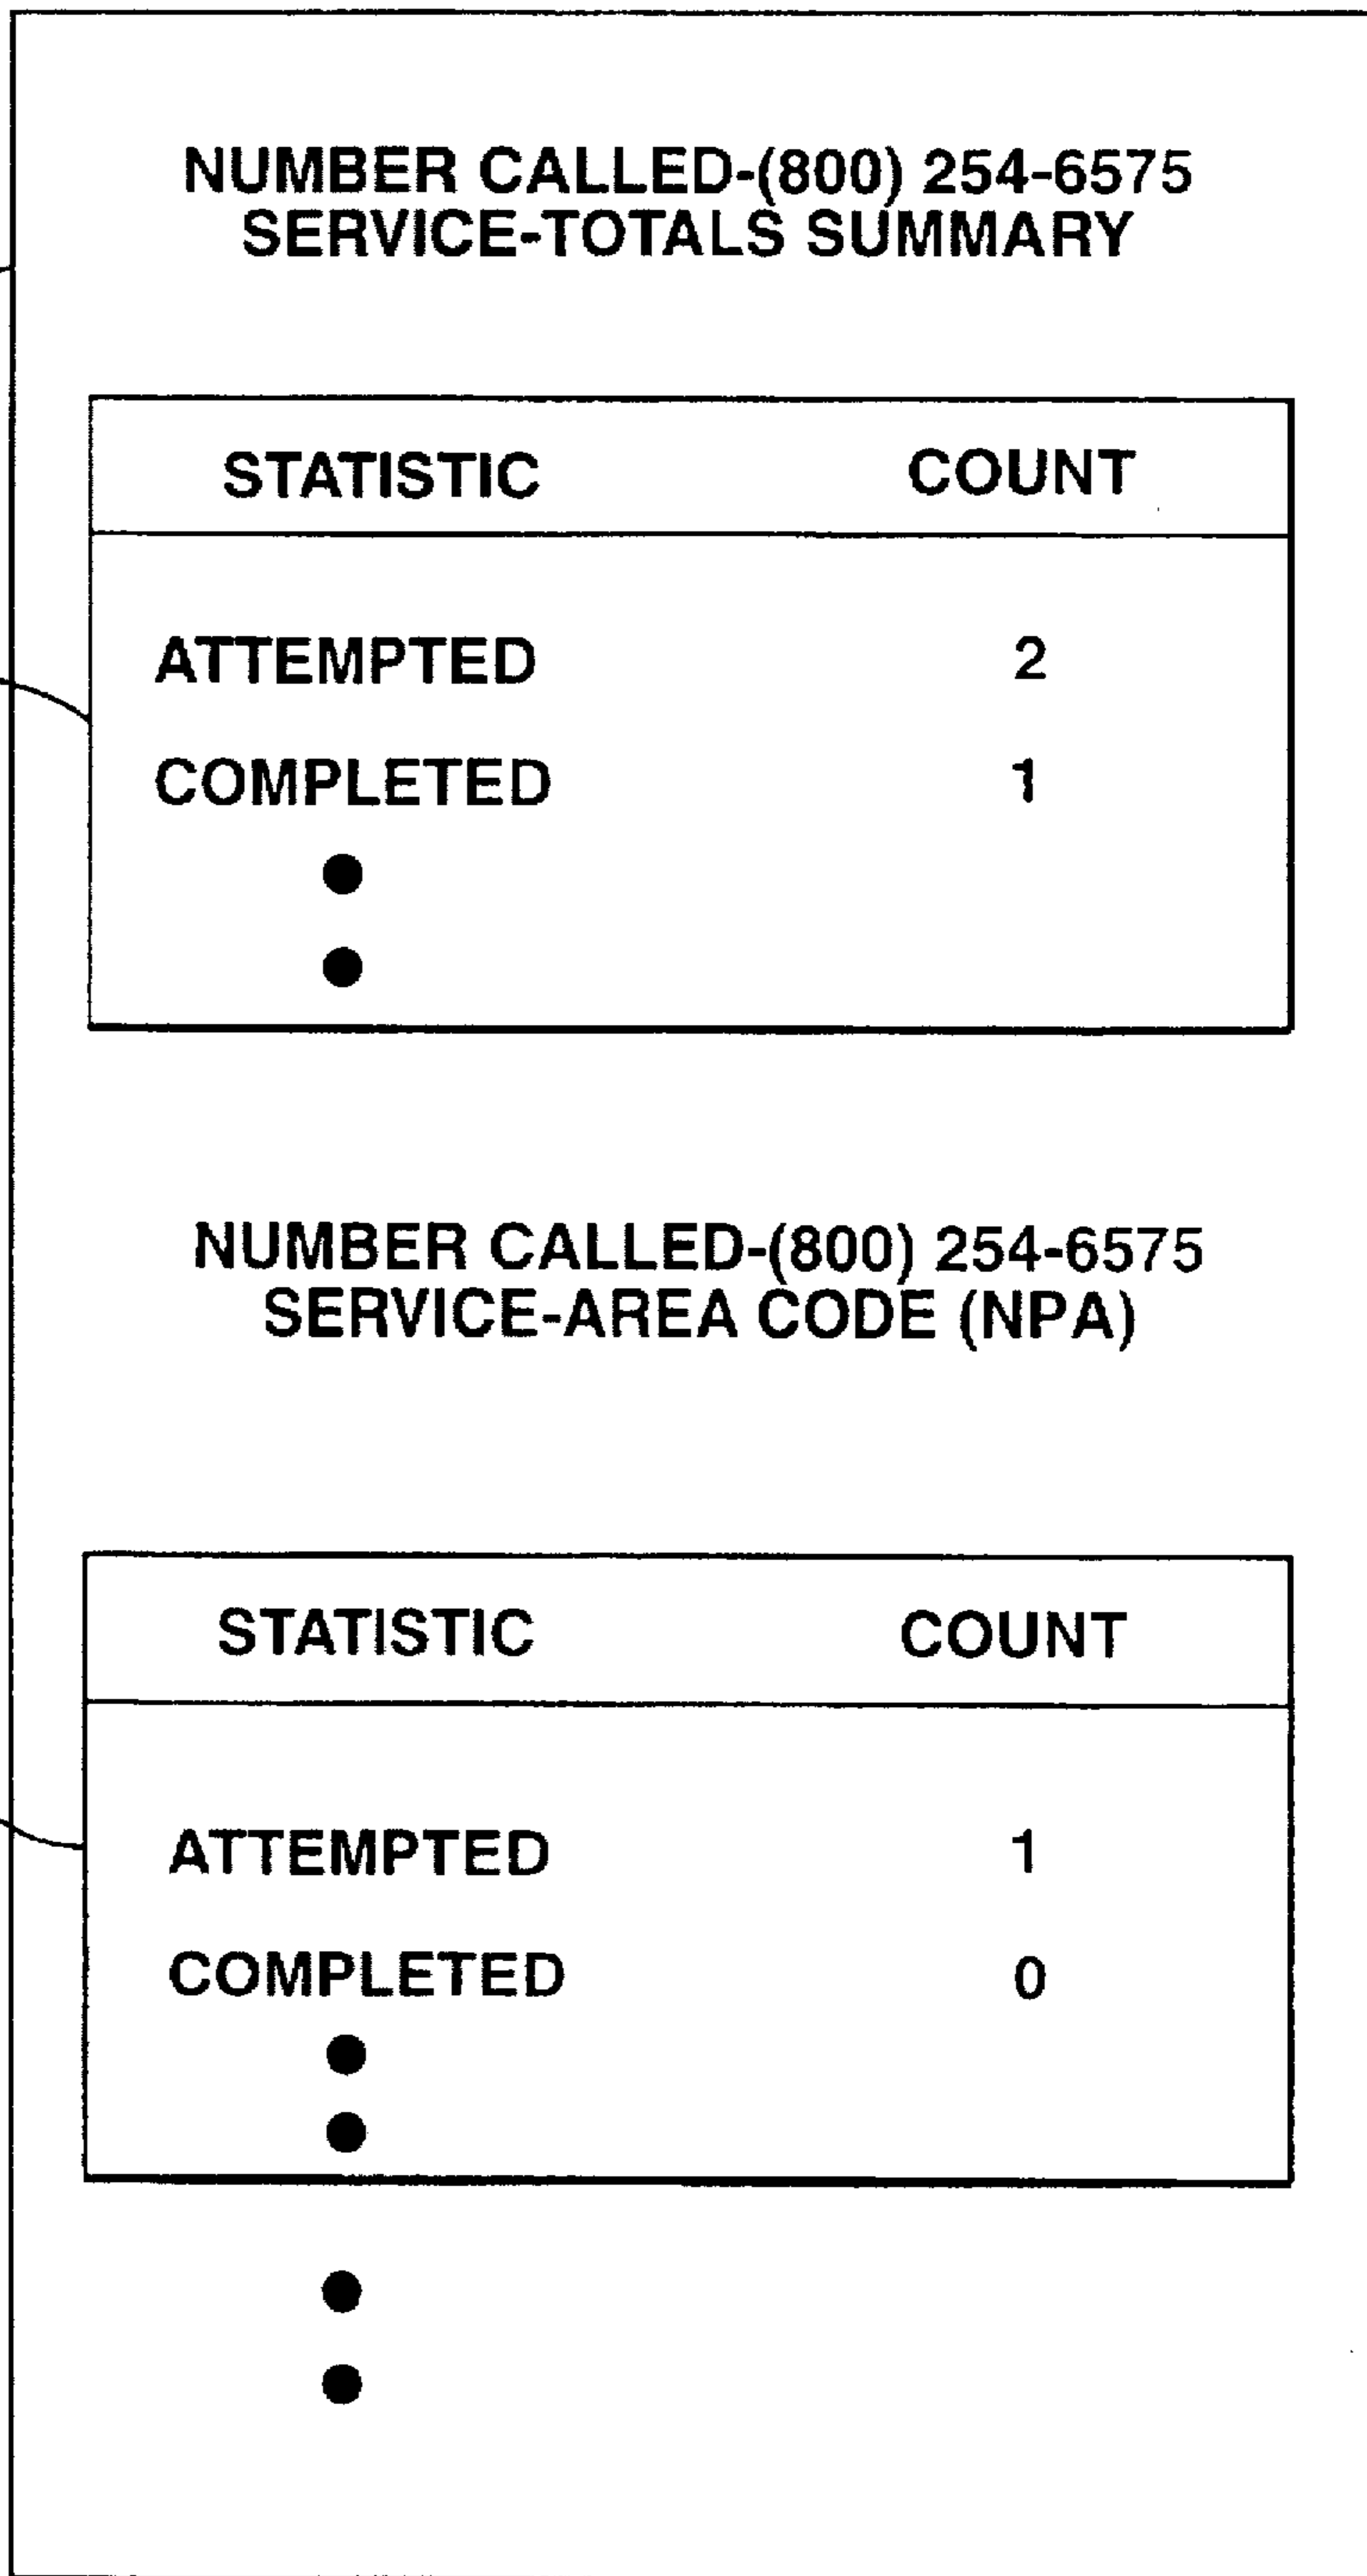 NUMBER CALLED-(800) 254-6575
SERVICE-TOTALS SUMMARY
STATISTIC COUNT
ATTEMPTED 2
COMPLETED 1
NUMBER CALLED-(800) 254-6575
SERVICE-AREA CODE (NPA)
STATISTIC COUNT
ATTEMPTED 1
COMPLETED 0